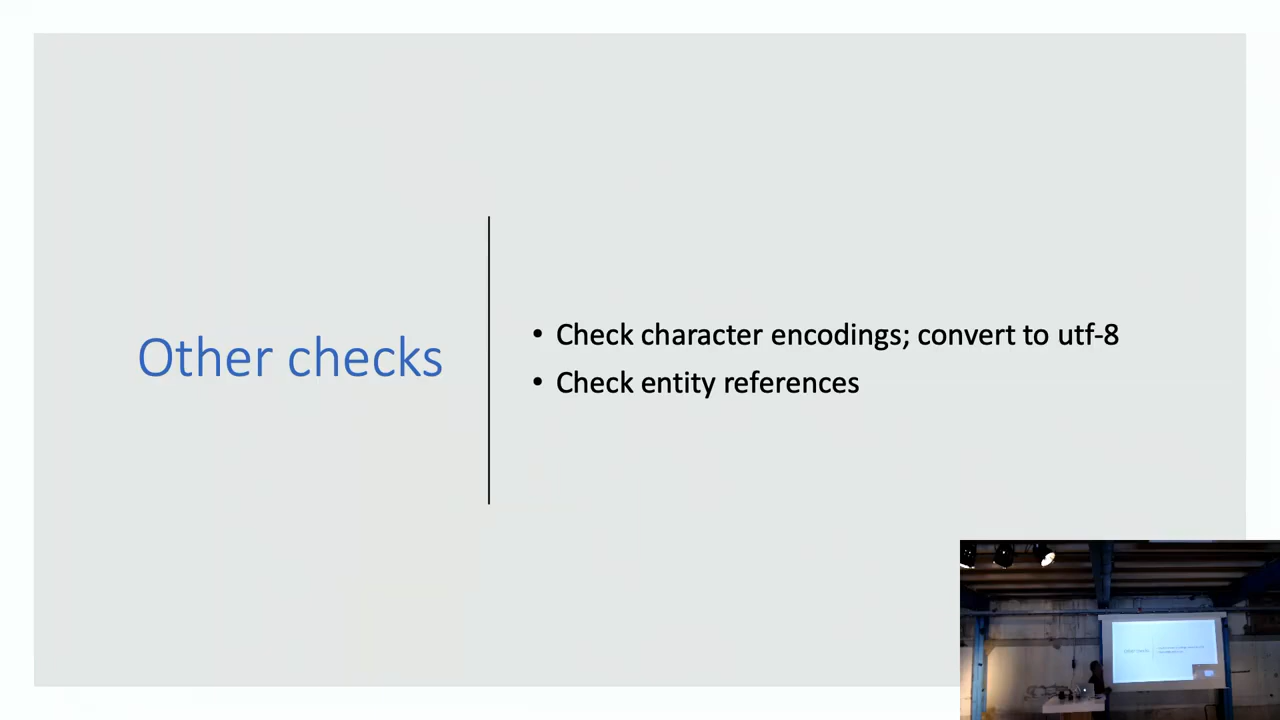 Other checks
• Check character encodings; convert to utf-8
• Check entity references